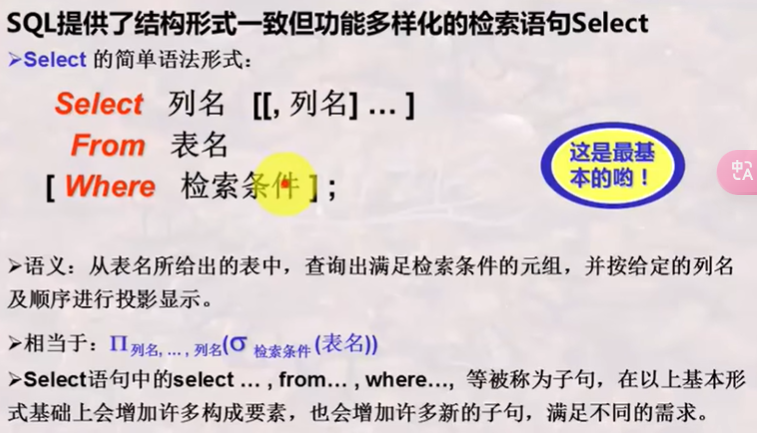 SQL提供了结构形式一致但功能多样化的检索语句Select
➢Select 的简单语法形式：
Select 列名 [[, 列名] … ]
From 表名
[ Where 检索条件 ] ;
这是最基
本的哟！
中A
➢语义：从表名所给出的表中，查询出满足检索条件的元组，并按给定的列名
及顺序进行投影显示。
➢相当于：Π 列名, … , 列名(σ 检索条件 (表名))
➢Select语句中的select … , from… , where…, 等被称为子句，在以上基本形
式基础上会增加许多构成要素，也会增加许多新的子句，满足不同的需求。